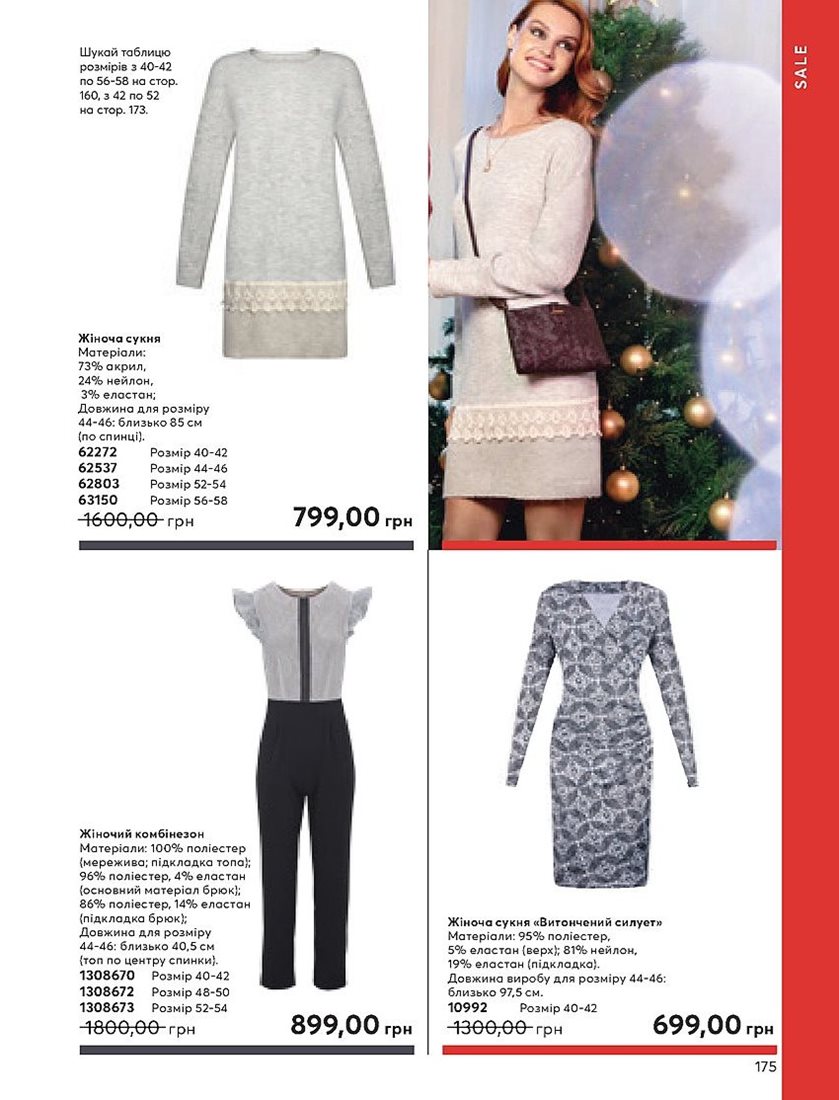 Шукай таблицю
розмірів з 40-42
по 56-58 на стор.
160, з 42 по 52
на стор. 173.
SALE
Жіноча сукня
Матеріали:
73% акрил,
24% нейлон,
3% еластан;
Довжина для розміру
44-46: близько 85 см
(по спинці).
62272 Розмір 40-42
62537 Розмір 44-46
62803 Розмір 52-54
63150 Розмір 56-58
1600,00 грн 799,00 грн
Жіночий комбінезон
Матеріали: 100% поліестер
(мережива; підкладка топа);
96% поліестер, 4% еластан
(основний матеріал брюк);
86% поліестер, 14% еластан
(підкладка брюк);
Довжина для розміру
44-46: близько 40,5 см
(топ по центру спинки).
1308670 Розмір 40-42
1308672 Розмір 48-50
1308673 Розмір 52-54
1800,00 грн 899,00 грн
Жіноча сукня «Витончений силует»
Матеріали: 95% поліестер,
5% еластан (верх); 81% нейлон,
19% еластан (підкладка).
Довжина виробу для розміру 44-46:
близько 97,5 см.
10992 Розмір 40-42
1300,00 грн 699,00 грн
175